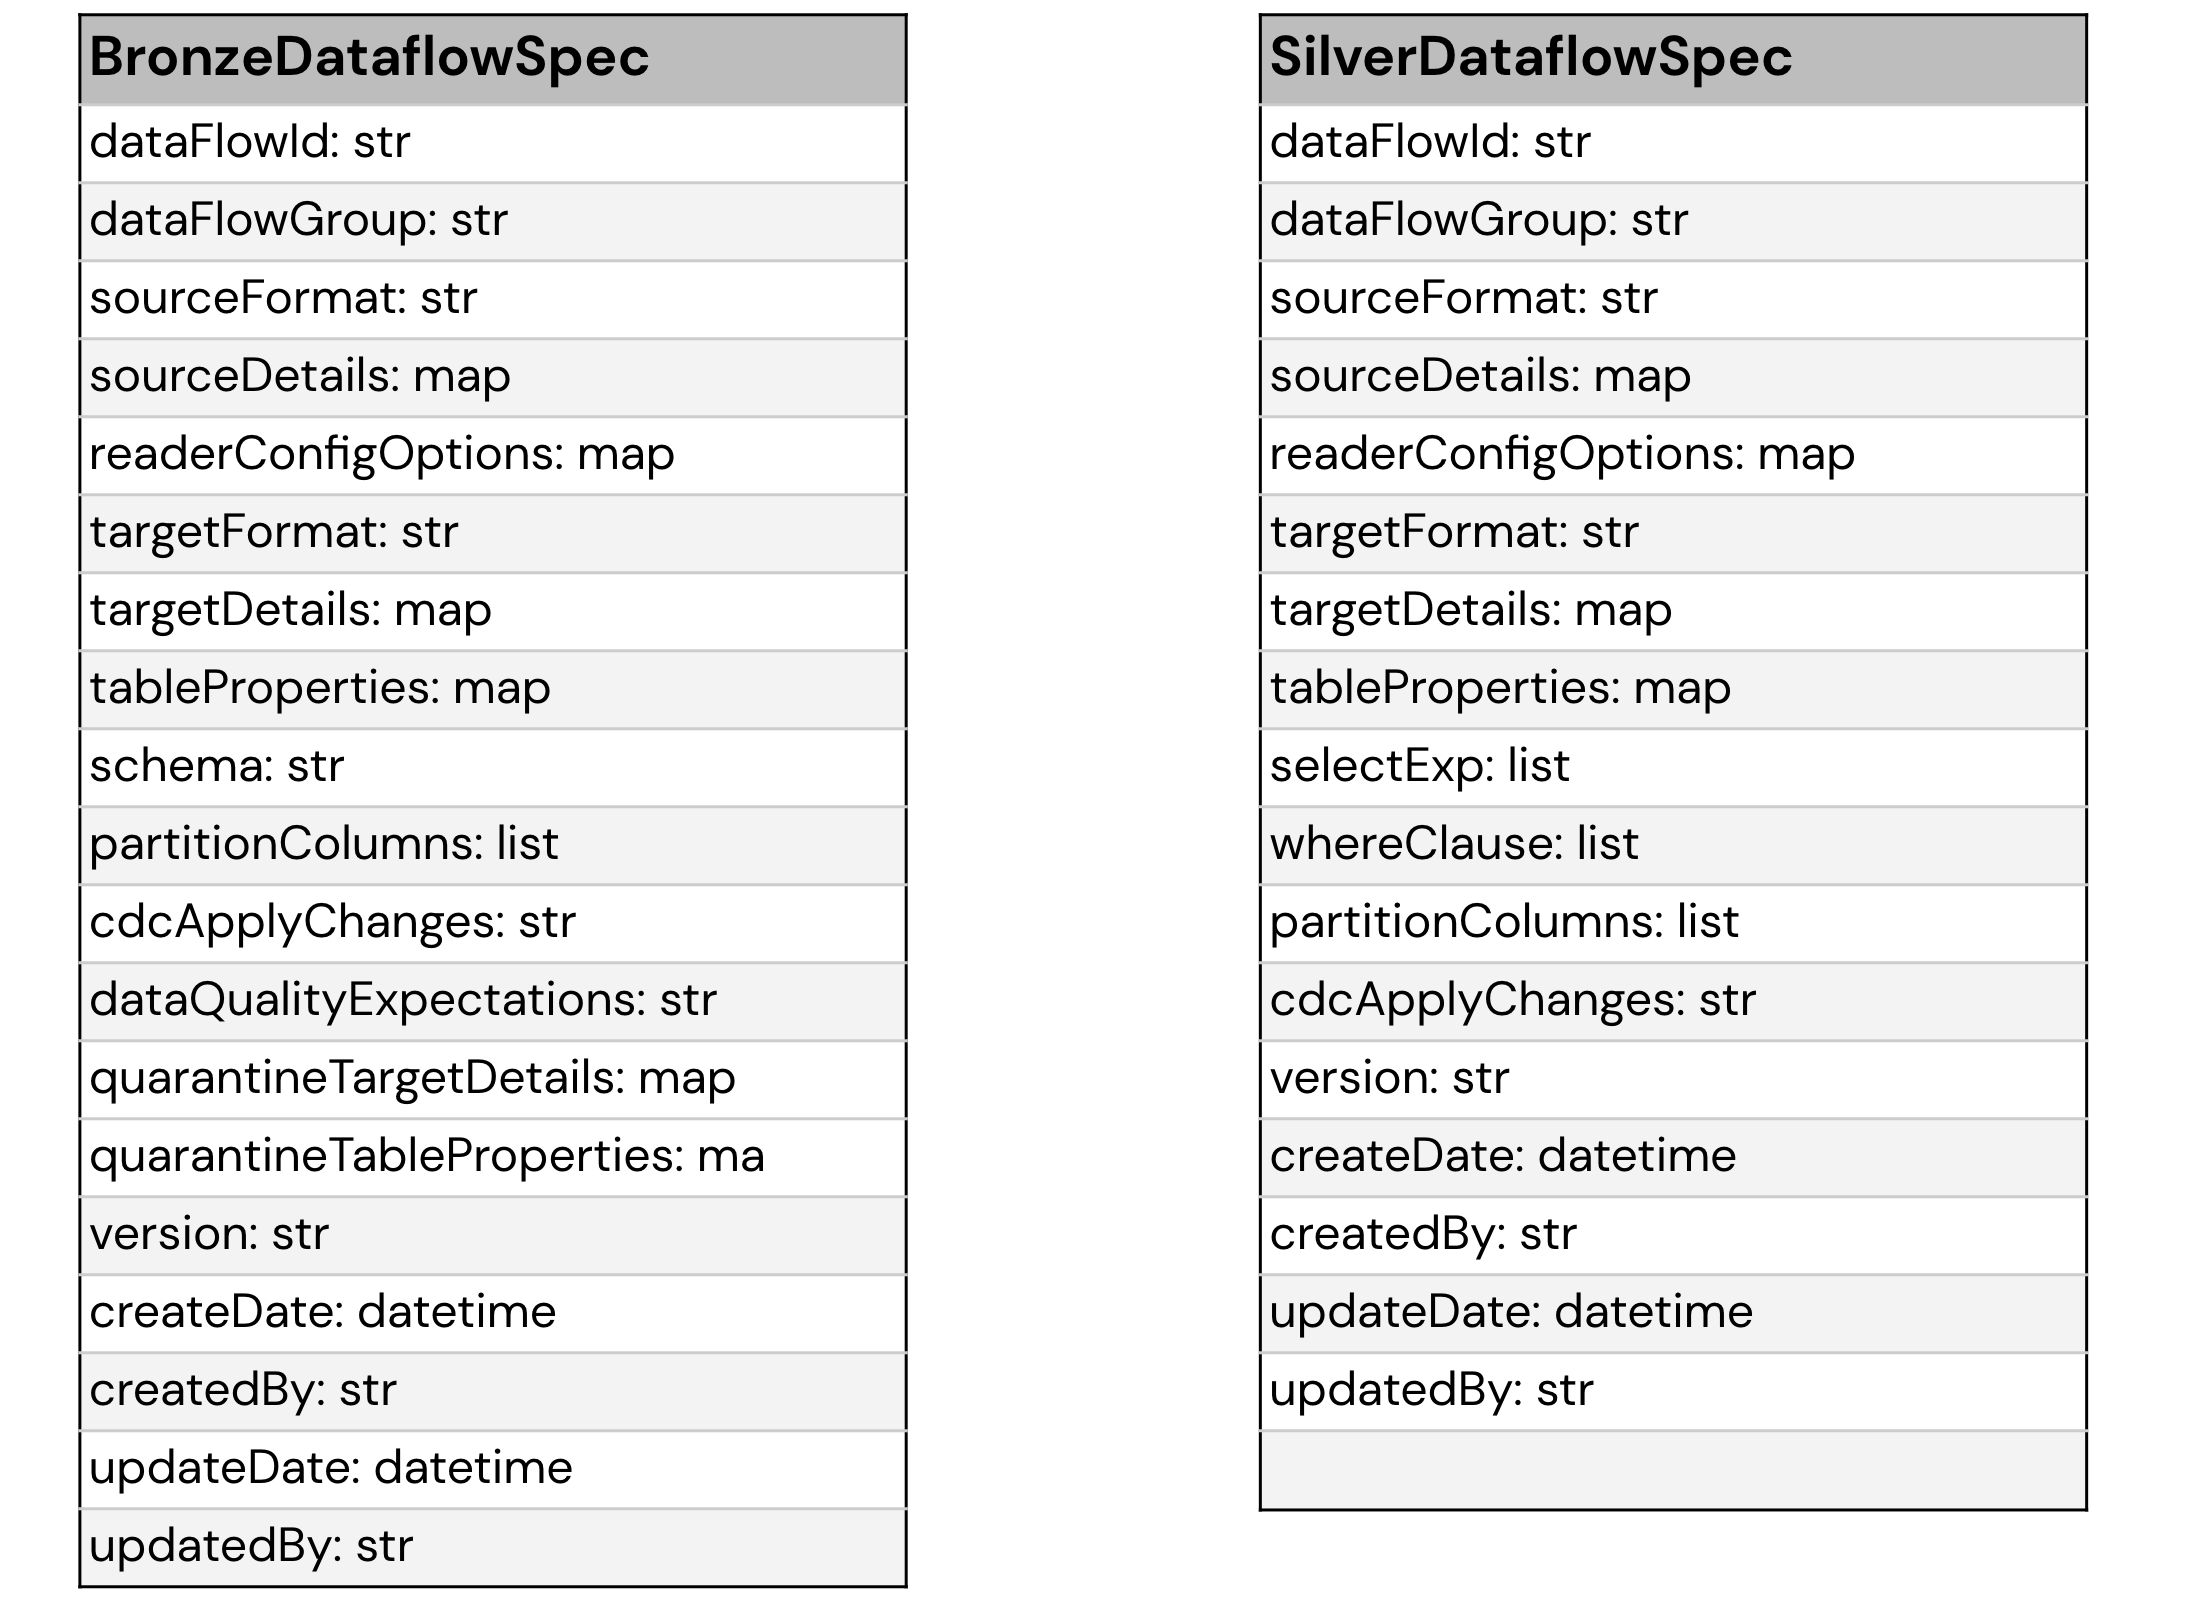 BronzeDataflowSpec
dataFlowId: str
dataFlowGroup: str
sourceFormat: str
sourceDetails: map
readerConfigOptions: map
targetFormat: str
targetDetails: map
tableProperties: map
schema: str
partitionColumns: list
cdcApplyChanges: str
dataQualityExpectations: str
quarantineTargetDetails: map
quarantineTableProperties: ma
version: str
createDate: datetime
createdBy: str
updateDate: datetime
updatedBy: str
SilverDataflowSpec
dataFlowId: str
dataFlowGroup: str
sourceFormat: str
sourceDetails: map
readerConfigOptions: map
targetFormat: str
targetDetails: map
tableProperties: map
selectExp: list
whereClause: list
partitionColumns: list
cdcApplyChanges: str
version: str
createDate: datetime
createdBy: str
updateDate: datetime
updatedBy: str